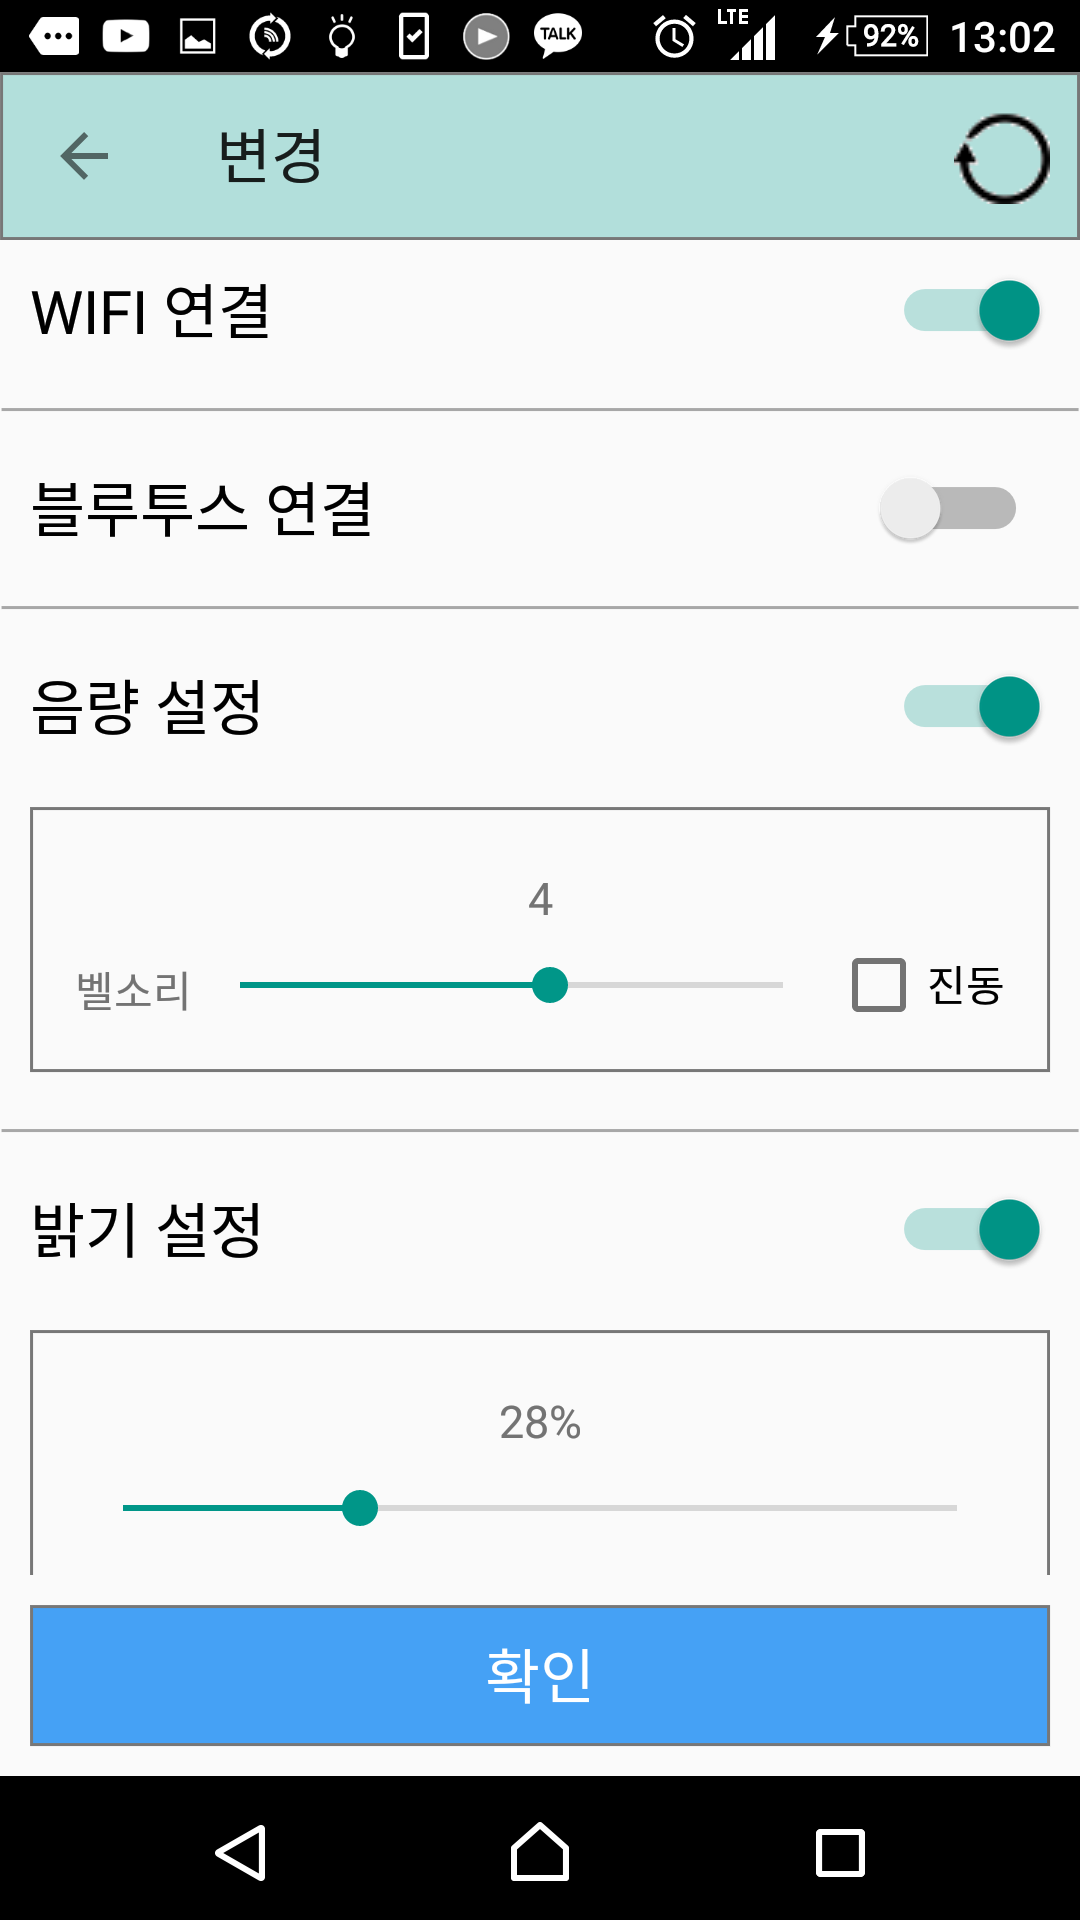 TALK LTE 92% 13:02
변경
WIFI 연결
블루투스 연결
음량 설정
4
벨소리 진동
밝기 설정
28%
확인